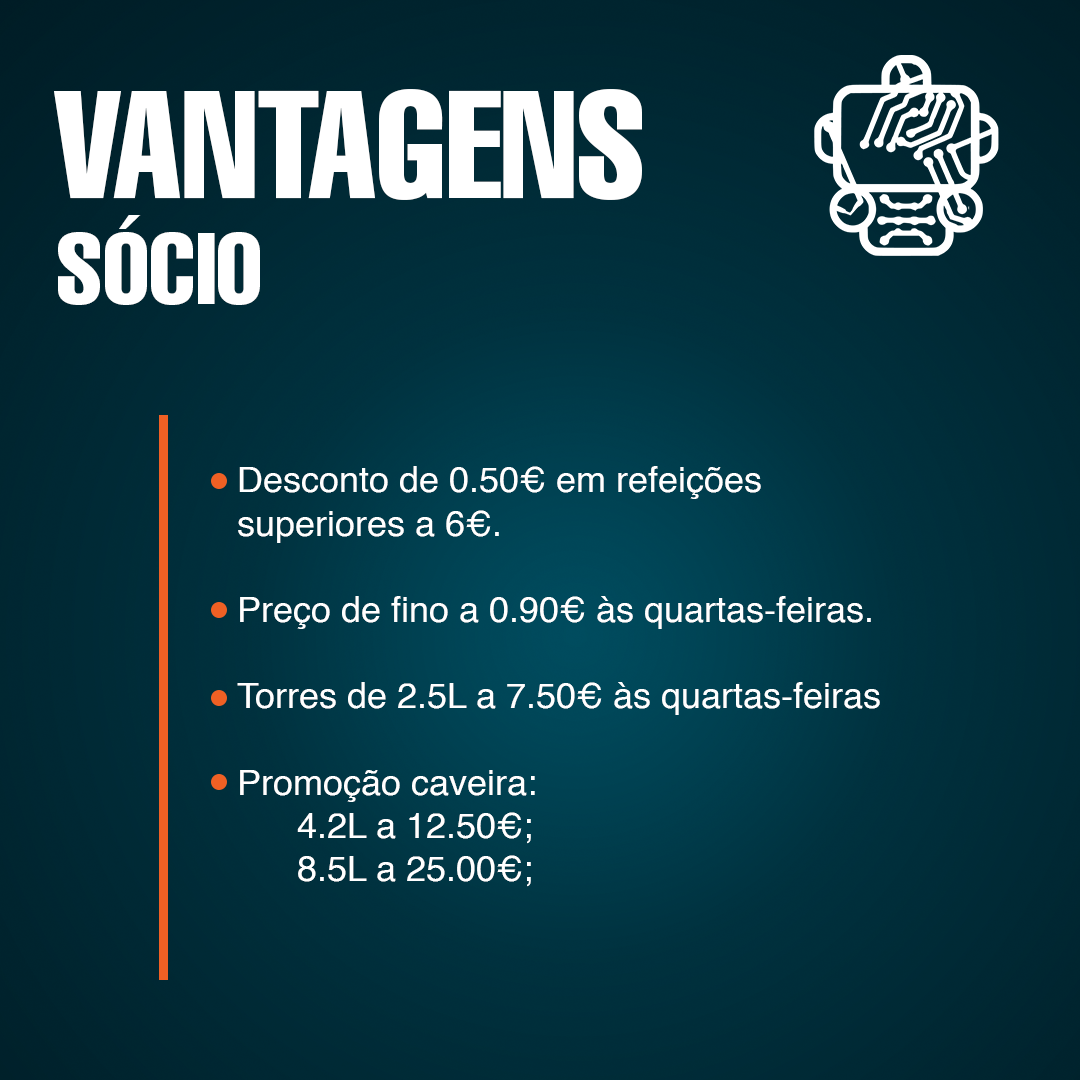 VANTAGENS
SÓCIO
Desconto de 0.50€ em refeições
superiores a 6€.
Preço de fino a 0.90€ às quartas-feiras.
Torres de 2.5L a 7.50€ às quartas-feiras
Promoção caveira:
4.2L a 12.50€;
8.5L a 25.00€;